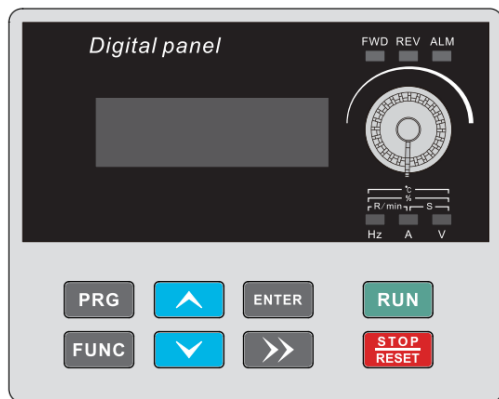 Digital panel
FWD REV ALM
℃
%
R/min S
Hz A V
PRG ENTER RUN
FUNC STOP
RESET